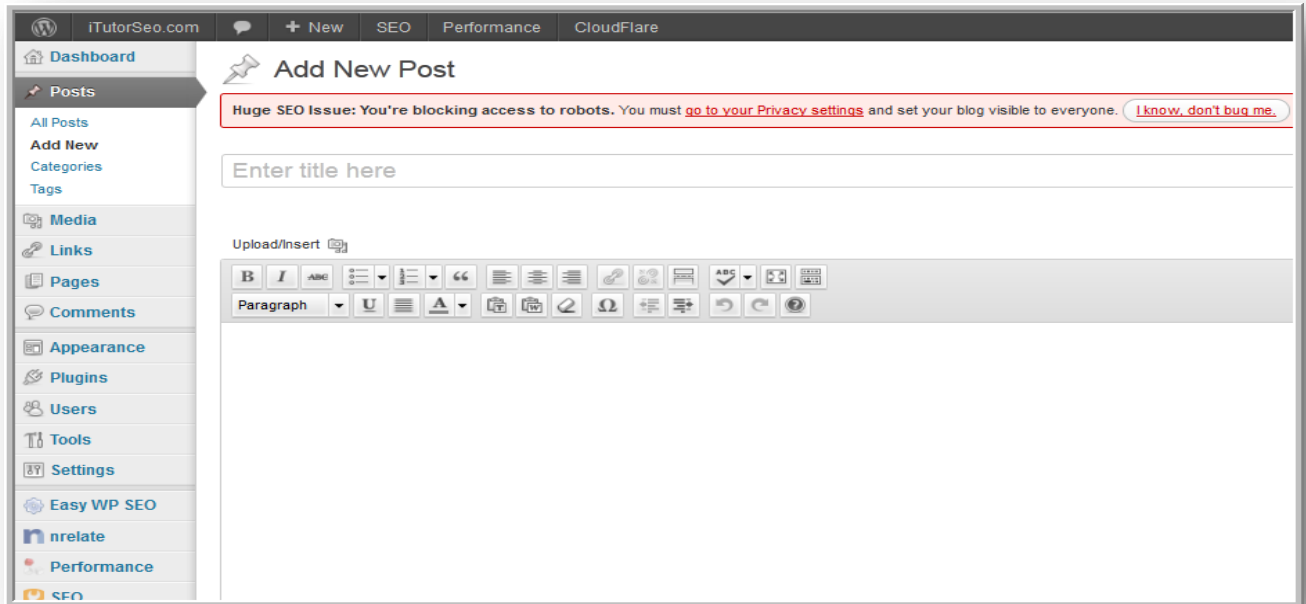 iTutorSeo.com + New SEO Performance CloudFlare
Dashboard
Posts
All Posts
Add New
Categories
Tags
Media
Links
Pages
Comments
Appearance
Plugins
Users
Tools
Settings
Easy WP SEO
nrelate
Performance
SEO
Add New Post
Huge SEO Issue: You're blocking access to robots. You must go to your Privacy settings and set your blog visible to everyone. I know, don't bug me.
Enter title here
Upload/Insert
B I ABC ABC
Paragraph U A T W Ω